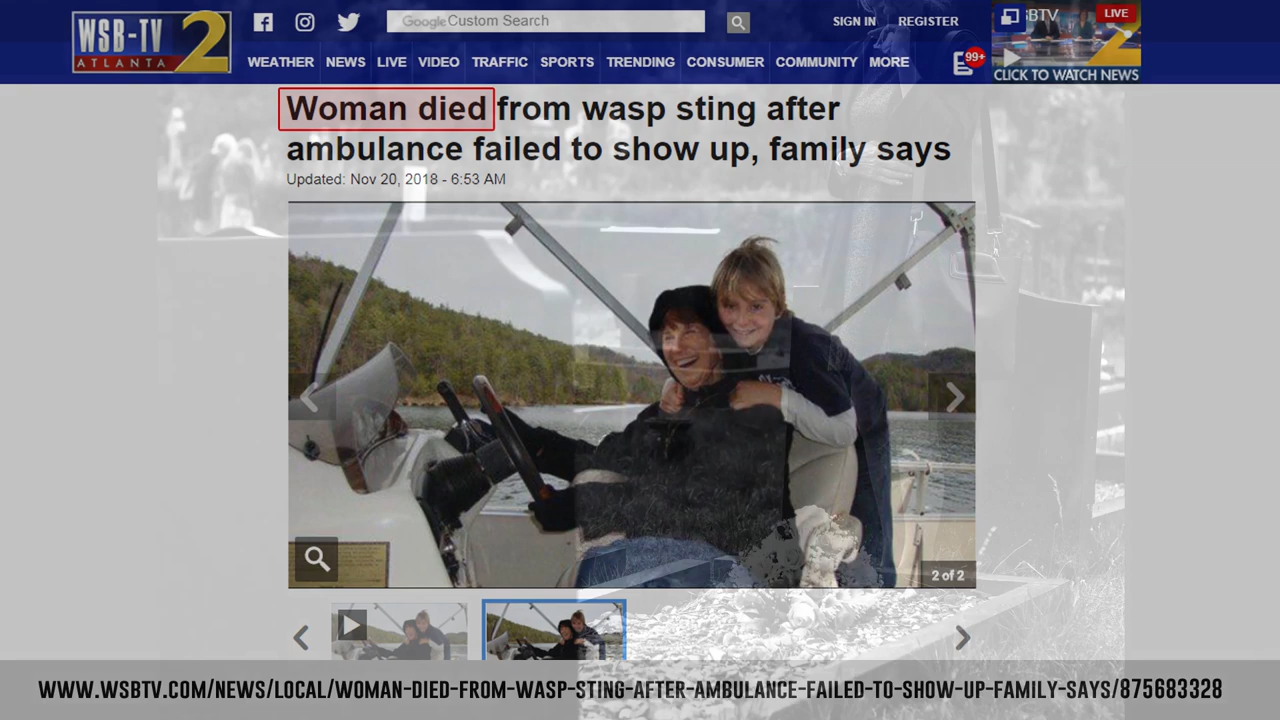 WSB-TV 2
ATLANTA
Google Custom Search
SIGN IN
REGISTER
SBTV
LIVE
WEATHER NEWS LIVE VIDEO TRAFFIC SPORTS TRENDING CONSUMER COMMUNITY MORE
99+
2
CLICK TO WATCH NEWS
Woman died from wasp sting after
ambulance failed to show up, family says
Updated: Nov 20, 2018 - 6:53 AM
2 of 2
WWW.WSBTV.COM/NEWS/LOCAL/WOMAN-DIED-FROM-WASP-STING-AFTER-AMBULANCE-FAILED-TO-SHOW-UP-FAMILY-SAYS/875683328